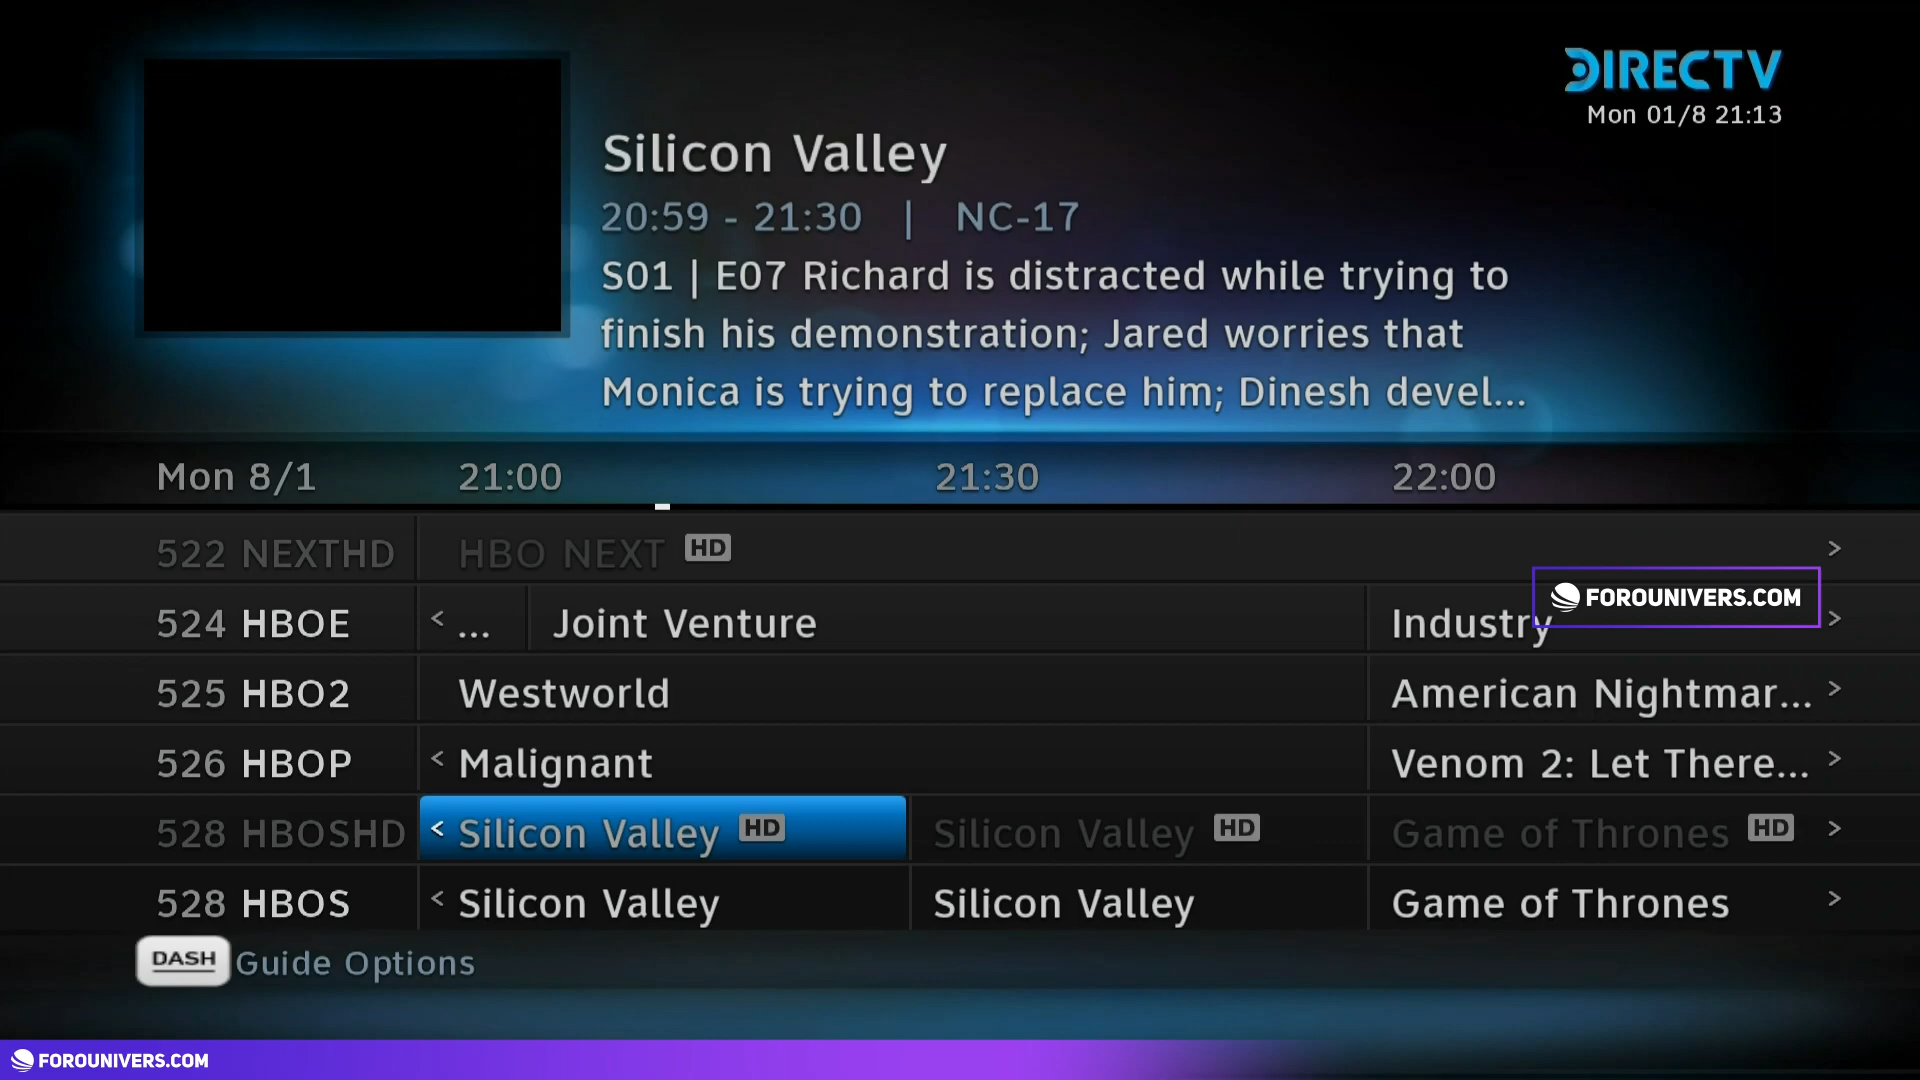 DIRECTV
Mon 01/8 21:13
Silicon Valley
20:59 - 21:30 | NC-17
S01 | E07 Richard is distracted while trying to
finish his demonstration; Jared worries that
Monica is trying to replace him; Dinesh devel...
Mon 8/1 21:00 21:30 22:00
522 NEXTHD HBO NEXT HD >
FOROUNIVERS.COM
524 HBOE < ... Joint Venture Industry >
525 HBO2 Westworld American Nightmar... >
526 HBOP < Malignant Venom 2: Let There... >
528 HBOSHD < Silicon Valley HD Silicon Valley HD Game of Thrones HD >
528 HBOS < Silicon Valley Silicon Valley Game of Thrones >
DASH Guide Options
FOROUNIVERS.COM